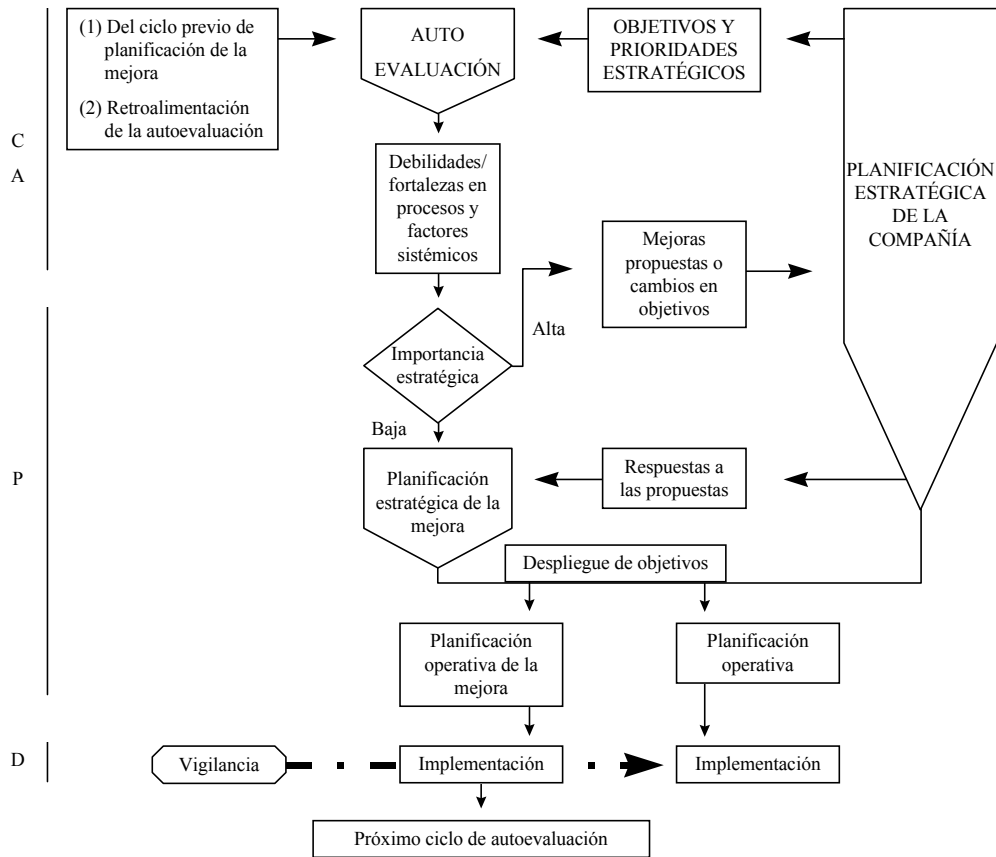 (1) Del ciclo previo de
planificación de la
mejora
(2) Retroalimentación
de la autoevaluación
AUTO
EVALUACIÓN
OBJETIVOS Y
PRIORIDADES
ESTRATÉGICOS
C
A
Debilidades/
fortalezas en
procesos y
factores
sistémicos
PLANIFICACIÓN
ESTRATÉGICA
DE LA
COMPAÑÍA
Mejoras
propuestas o
cambios en
objetivos
Alta
Importancia
estratégica
Baja
P
Planificación
estratégica de la
mejora
Respuestas a
las propuestas
Despliegue de objetivos
Planificación
operativa de la
mejora
Planificación
operativa
D
Vigilancia
Implementación
Implementación
Próximo ciclo de autoevaluación